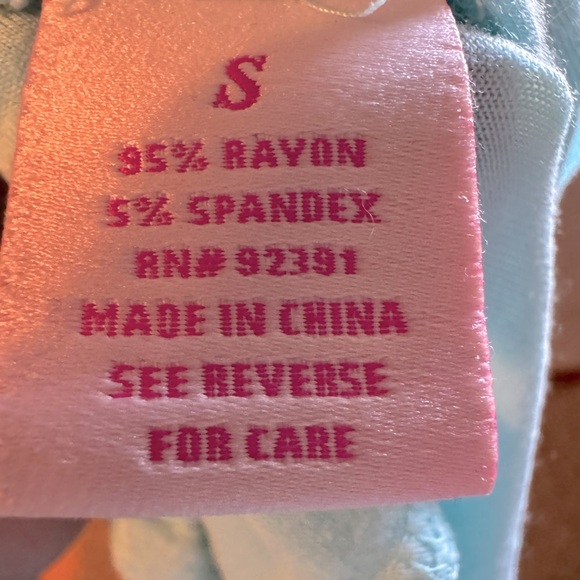 S
95% RAYON
5% SPANDEX
RN# 92391
MADE IN CHINA
SEE REVERSE
FOR CARE